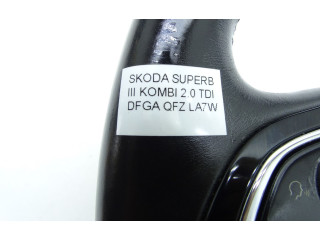 SKODA SUPERB
III KOMBI 2.0 TDI
DFGA QFZ LA7W